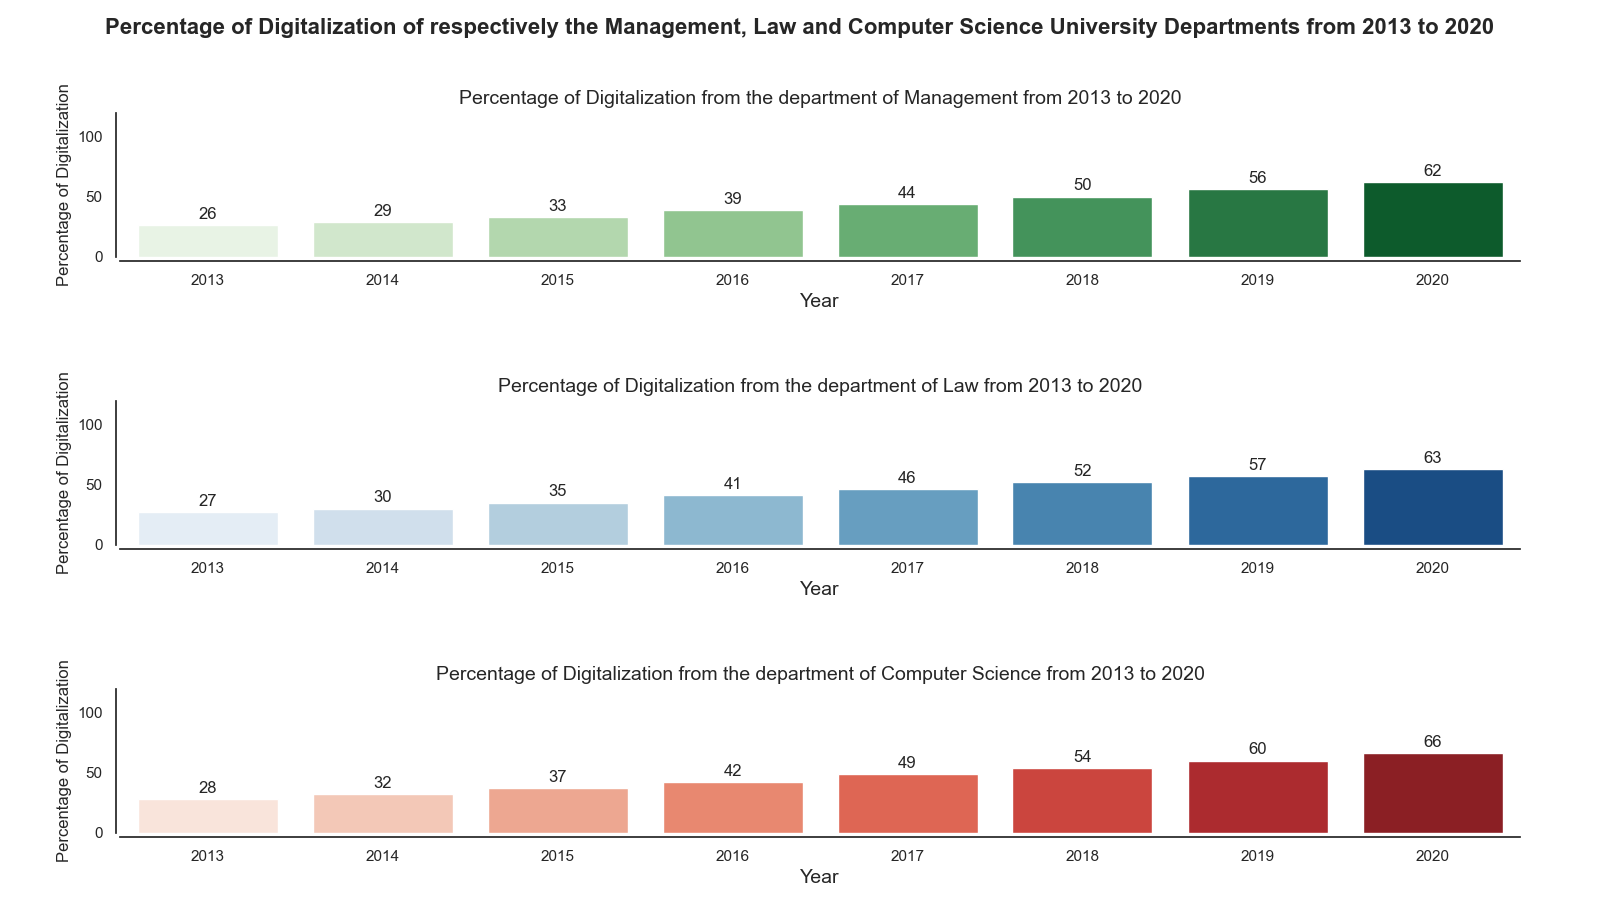 Percentage of Digitalization of respectively the Management, Law and Computer Science University Departments from 2013 to 2020
Percentage of Digitalization from the department of Management from 2013 to 2020
Percentage of Digitalization
100
50
0
26 29 33 39 44 50 56 62
2013 2014 2015 2016 2017 2018 2019 2020
Year
Percentage of Digitalization from the department of Law from 2013 to 2020
Percentage of Digitalization
100
50
0
27 30 35 41 46 52 57 63
2013 2014 2015 2016 2017 2018 2019 2020
Year
Percentage of Digitalization from the department of Computer Science from 2013 to 2020
Percentage of Digitalization
100
50
0
28 32 37 42 49 54 60 66
2013 2014 2015 2016 2017 2018 2019 2020
Year